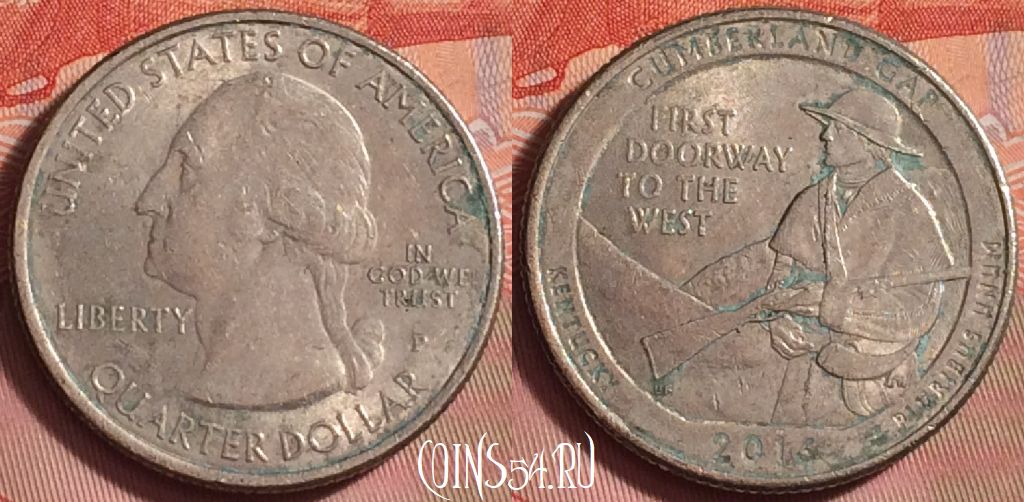 UNITED STATES OF AMERICA
LIBERTY
IN
GOD WE
TRUST
P
QUARTER DOLLAR
CUMBERLAND GAP
FIRST
DOORWAY
TO THE
WEST
KENTUCKY
E PLURIBUS UNUM
2016
COINS54.RU